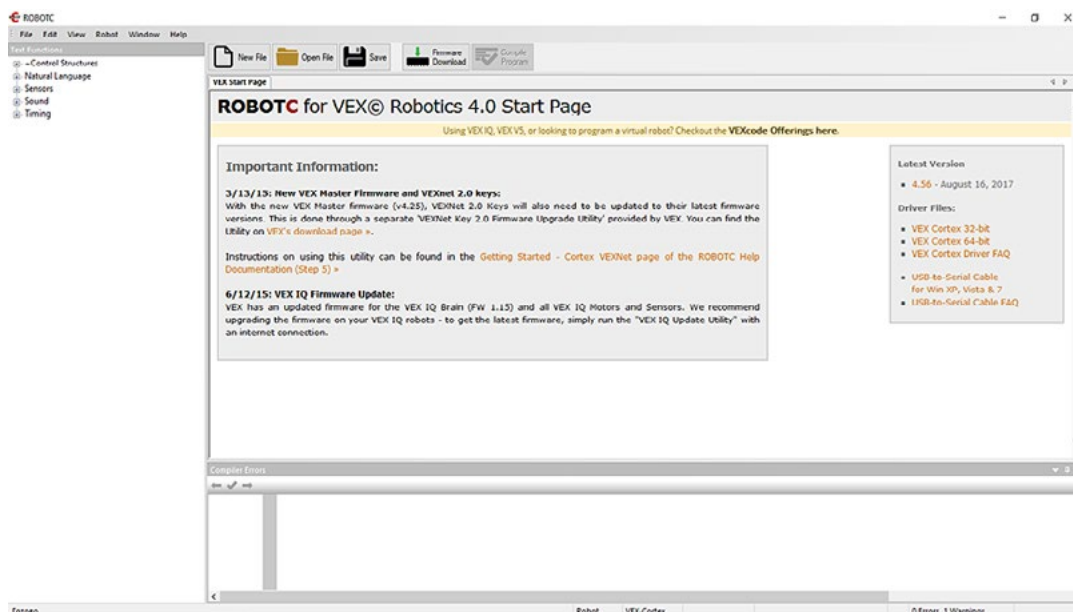 ROBOTC
File Edit View Robot Window Help
Text Functions
Control Structures
Natural Language
Sensors
Sound
Timing
New File Open File Save Firmware Download Compile Program
VEX Start Page
ROBOTC for VEX© Robotics 4.0 Start Page
Using VEX IQ, VEX V5, or looking to program a virtual robot? Checkout the VEXcode Offerings here.
Important Information:
3/13/15: New VEX Master Firmware and VEXnet 2.0 keys:
With the new VEX Master firmware (v4.25), VEXNet 2.0 Keys will also need to be updated to their latest firmware
versions. This is done through a separate 'VEXNet Key 2.0 Firmware Upgrade Utility' provided by VEX. You can find the
Utility on VEX's download page ».
Instructions on using this utility can be found in the Getting Started - Cortex VEXNet page of the ROBOTC Help
Documentation (Step 5) »
6/12/15: VEX IQ Firmware Update:
VEX has an updated firmware for the VEX IQ Brain (FW 1.15) and all VEX IQ Motors and Sensors. We recommend
upgrading the firmware on your VEX IQ robots - to get the latest firmware, simply run the "VEX IQ Update Utility" with
an internet connection.
Latest Version
4.56 - August 16, 2017
Driver Files:
VEX Cortex 32-bit
VEX Cortex 64-bit
VEX Cortex Driver FAQ
USB-to-Serial Cable
for Win XP, Vista & 7
USB-to-Serial Cable FAQ
Compiler Errors
Robot VEX-Cortex 0 Errors, 1 Warnings